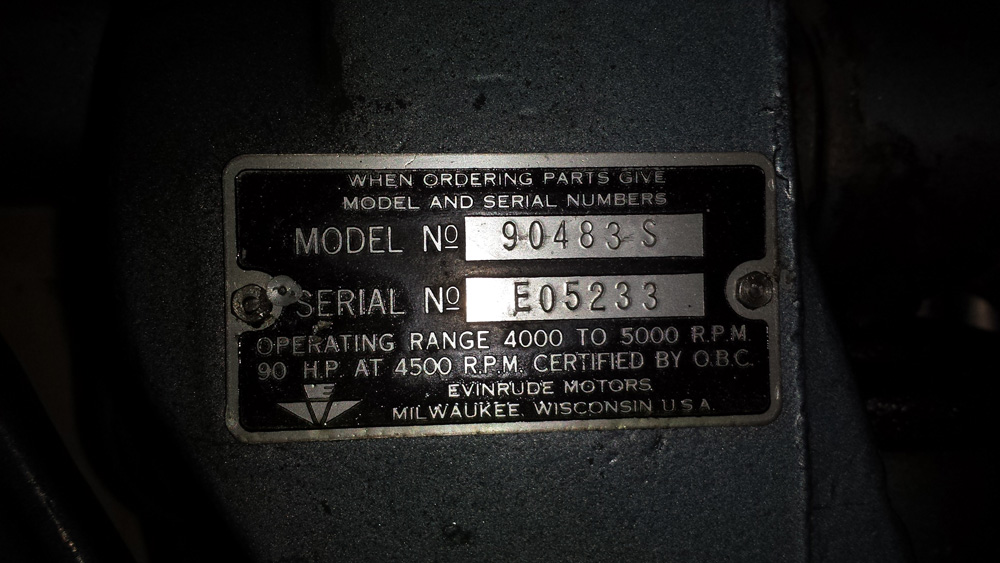 WHEN ORDERING PARTS GIVE
MODEL AND SERIAL NUMBERS
MODEL Nº 90483-S
SERIAL Nº E05233
OPERATING RANGE 4000 TO 5000 R.P.M.
90 H.P. AT 4500 R.P.M. CERTIFIED BY O.B.C.
E
EVINRUDE MOTORS
MILWAUKEE, WISCONSIN U.S.A.